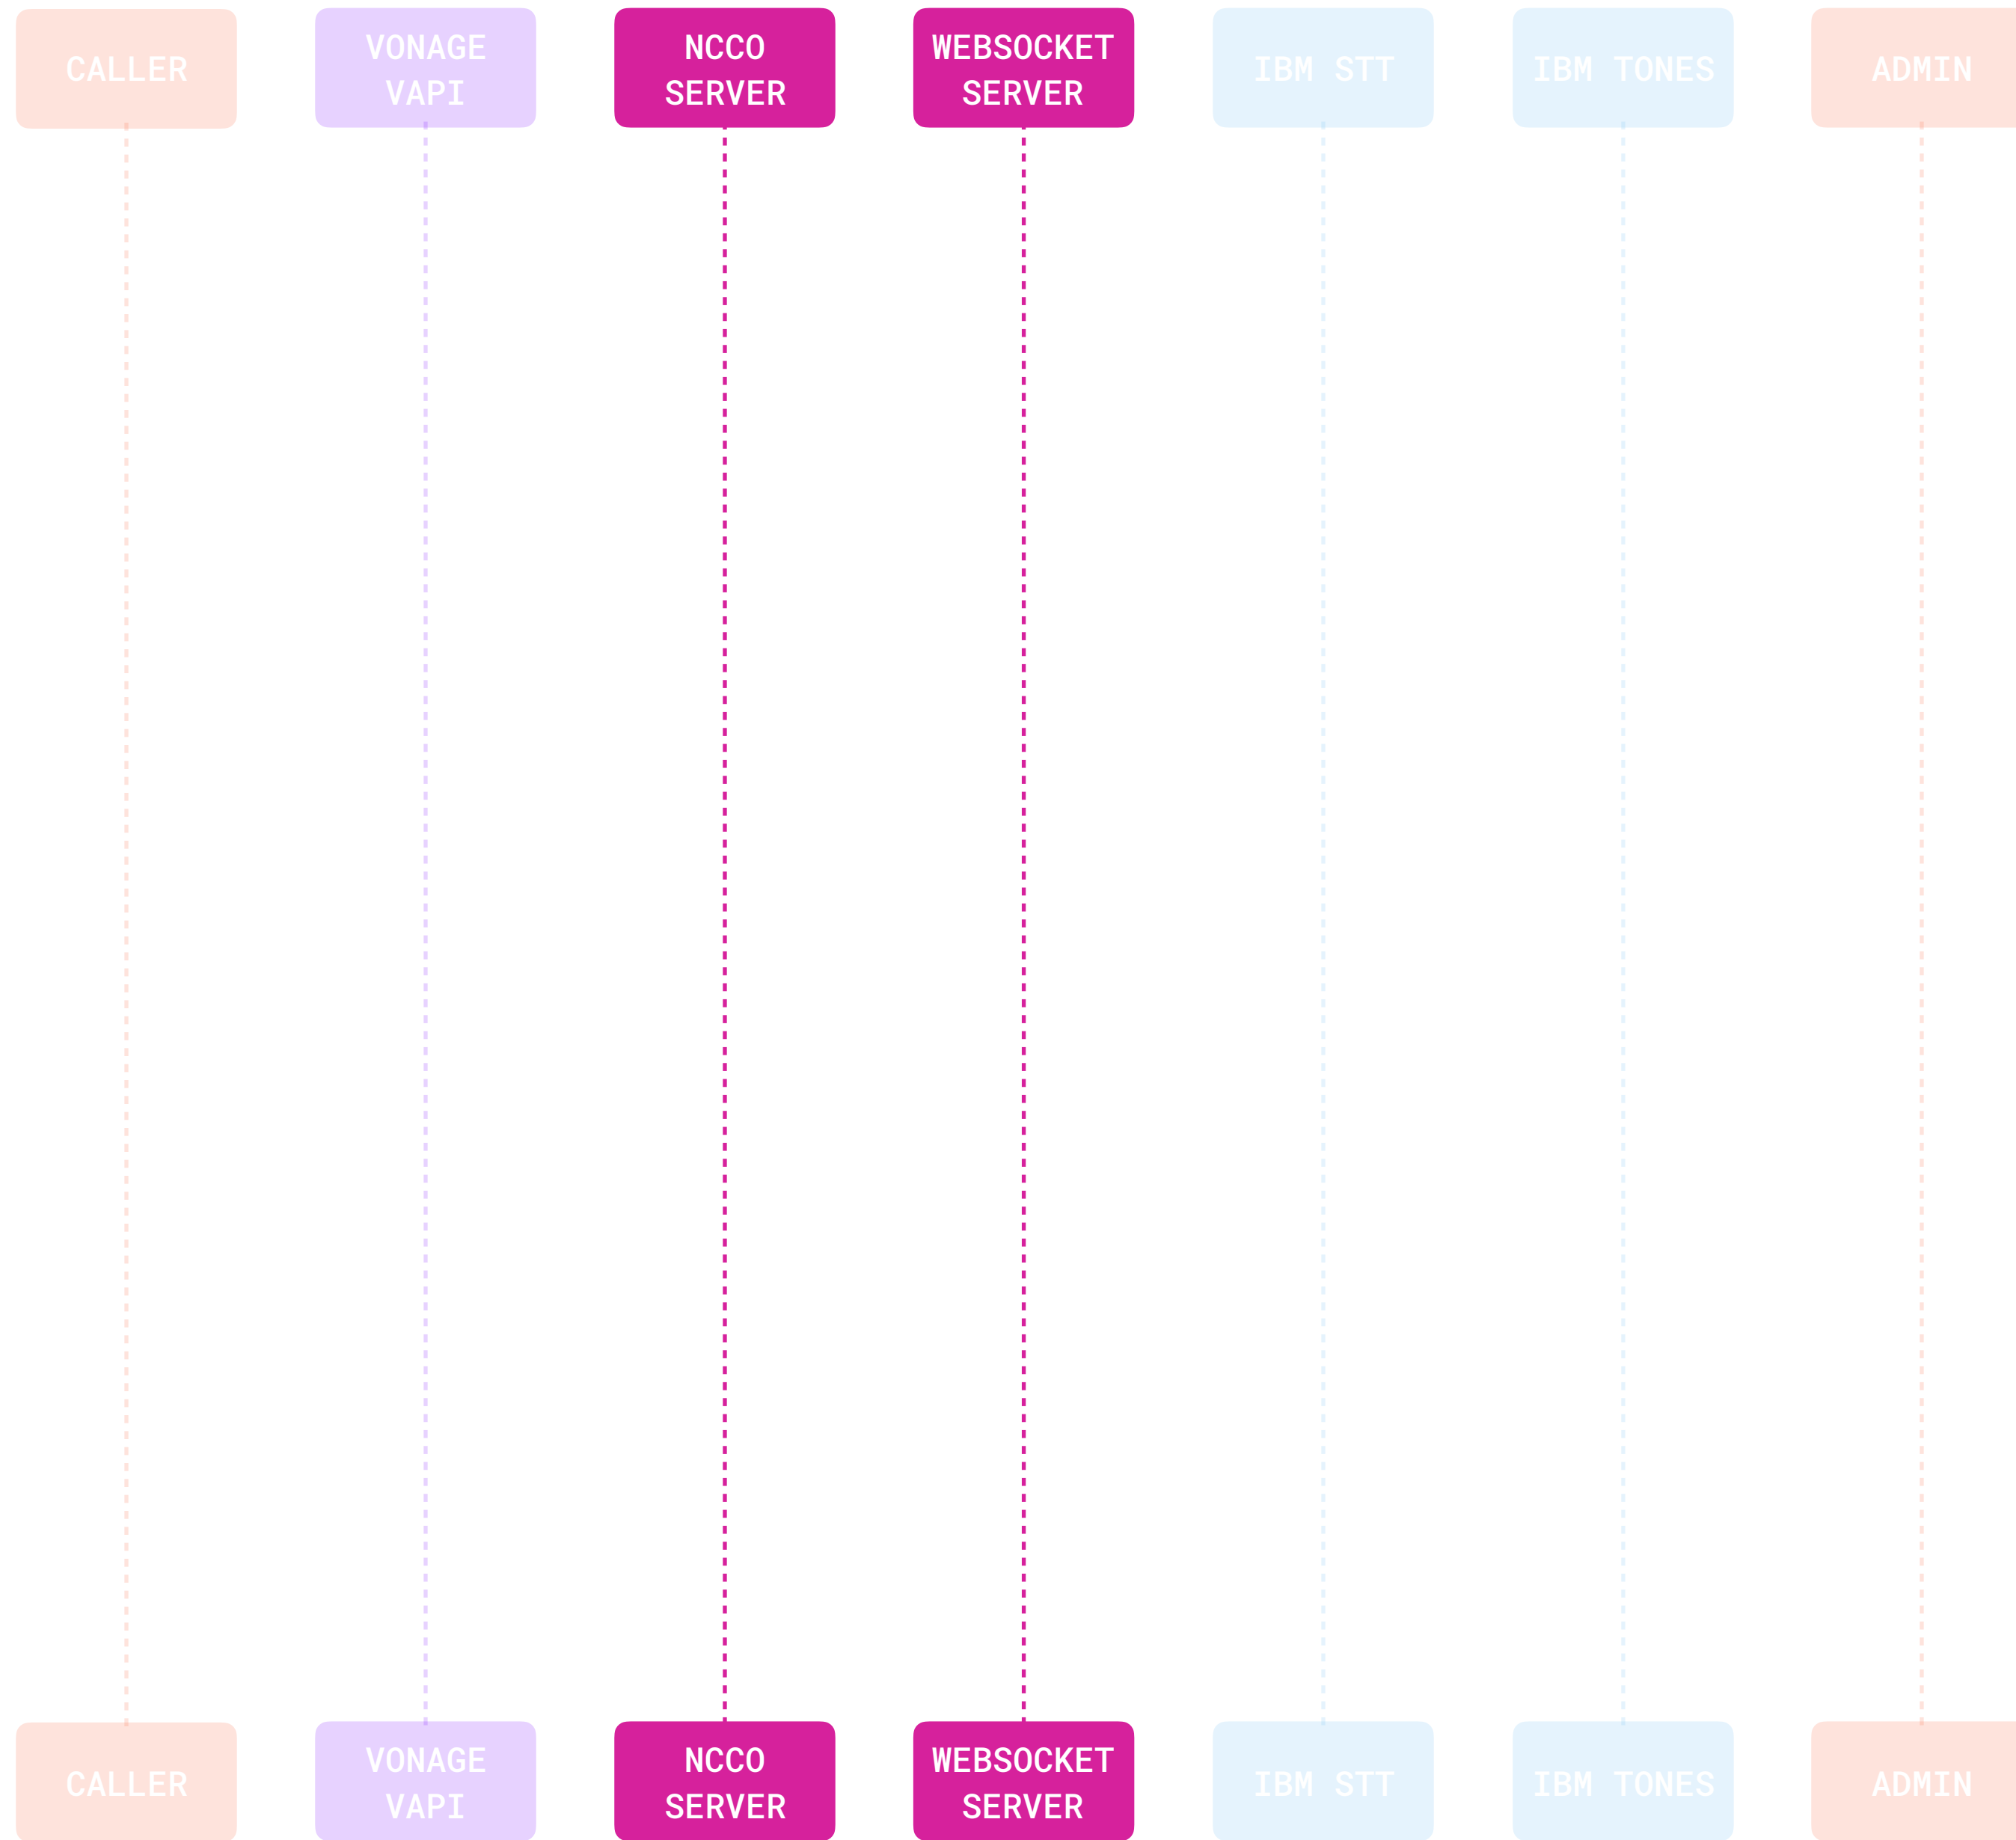 CALLER
VONAGE
VAPI
NCCO
SERVER
WEBSOCKET
SERVER
IBM STT
IBM TONES
ADMIN
CALLER
VONAGE
VAPI
NCCO
SERVER
WEBSOCKET
SERVER
IBM STT
IBM TONES
ADMIN